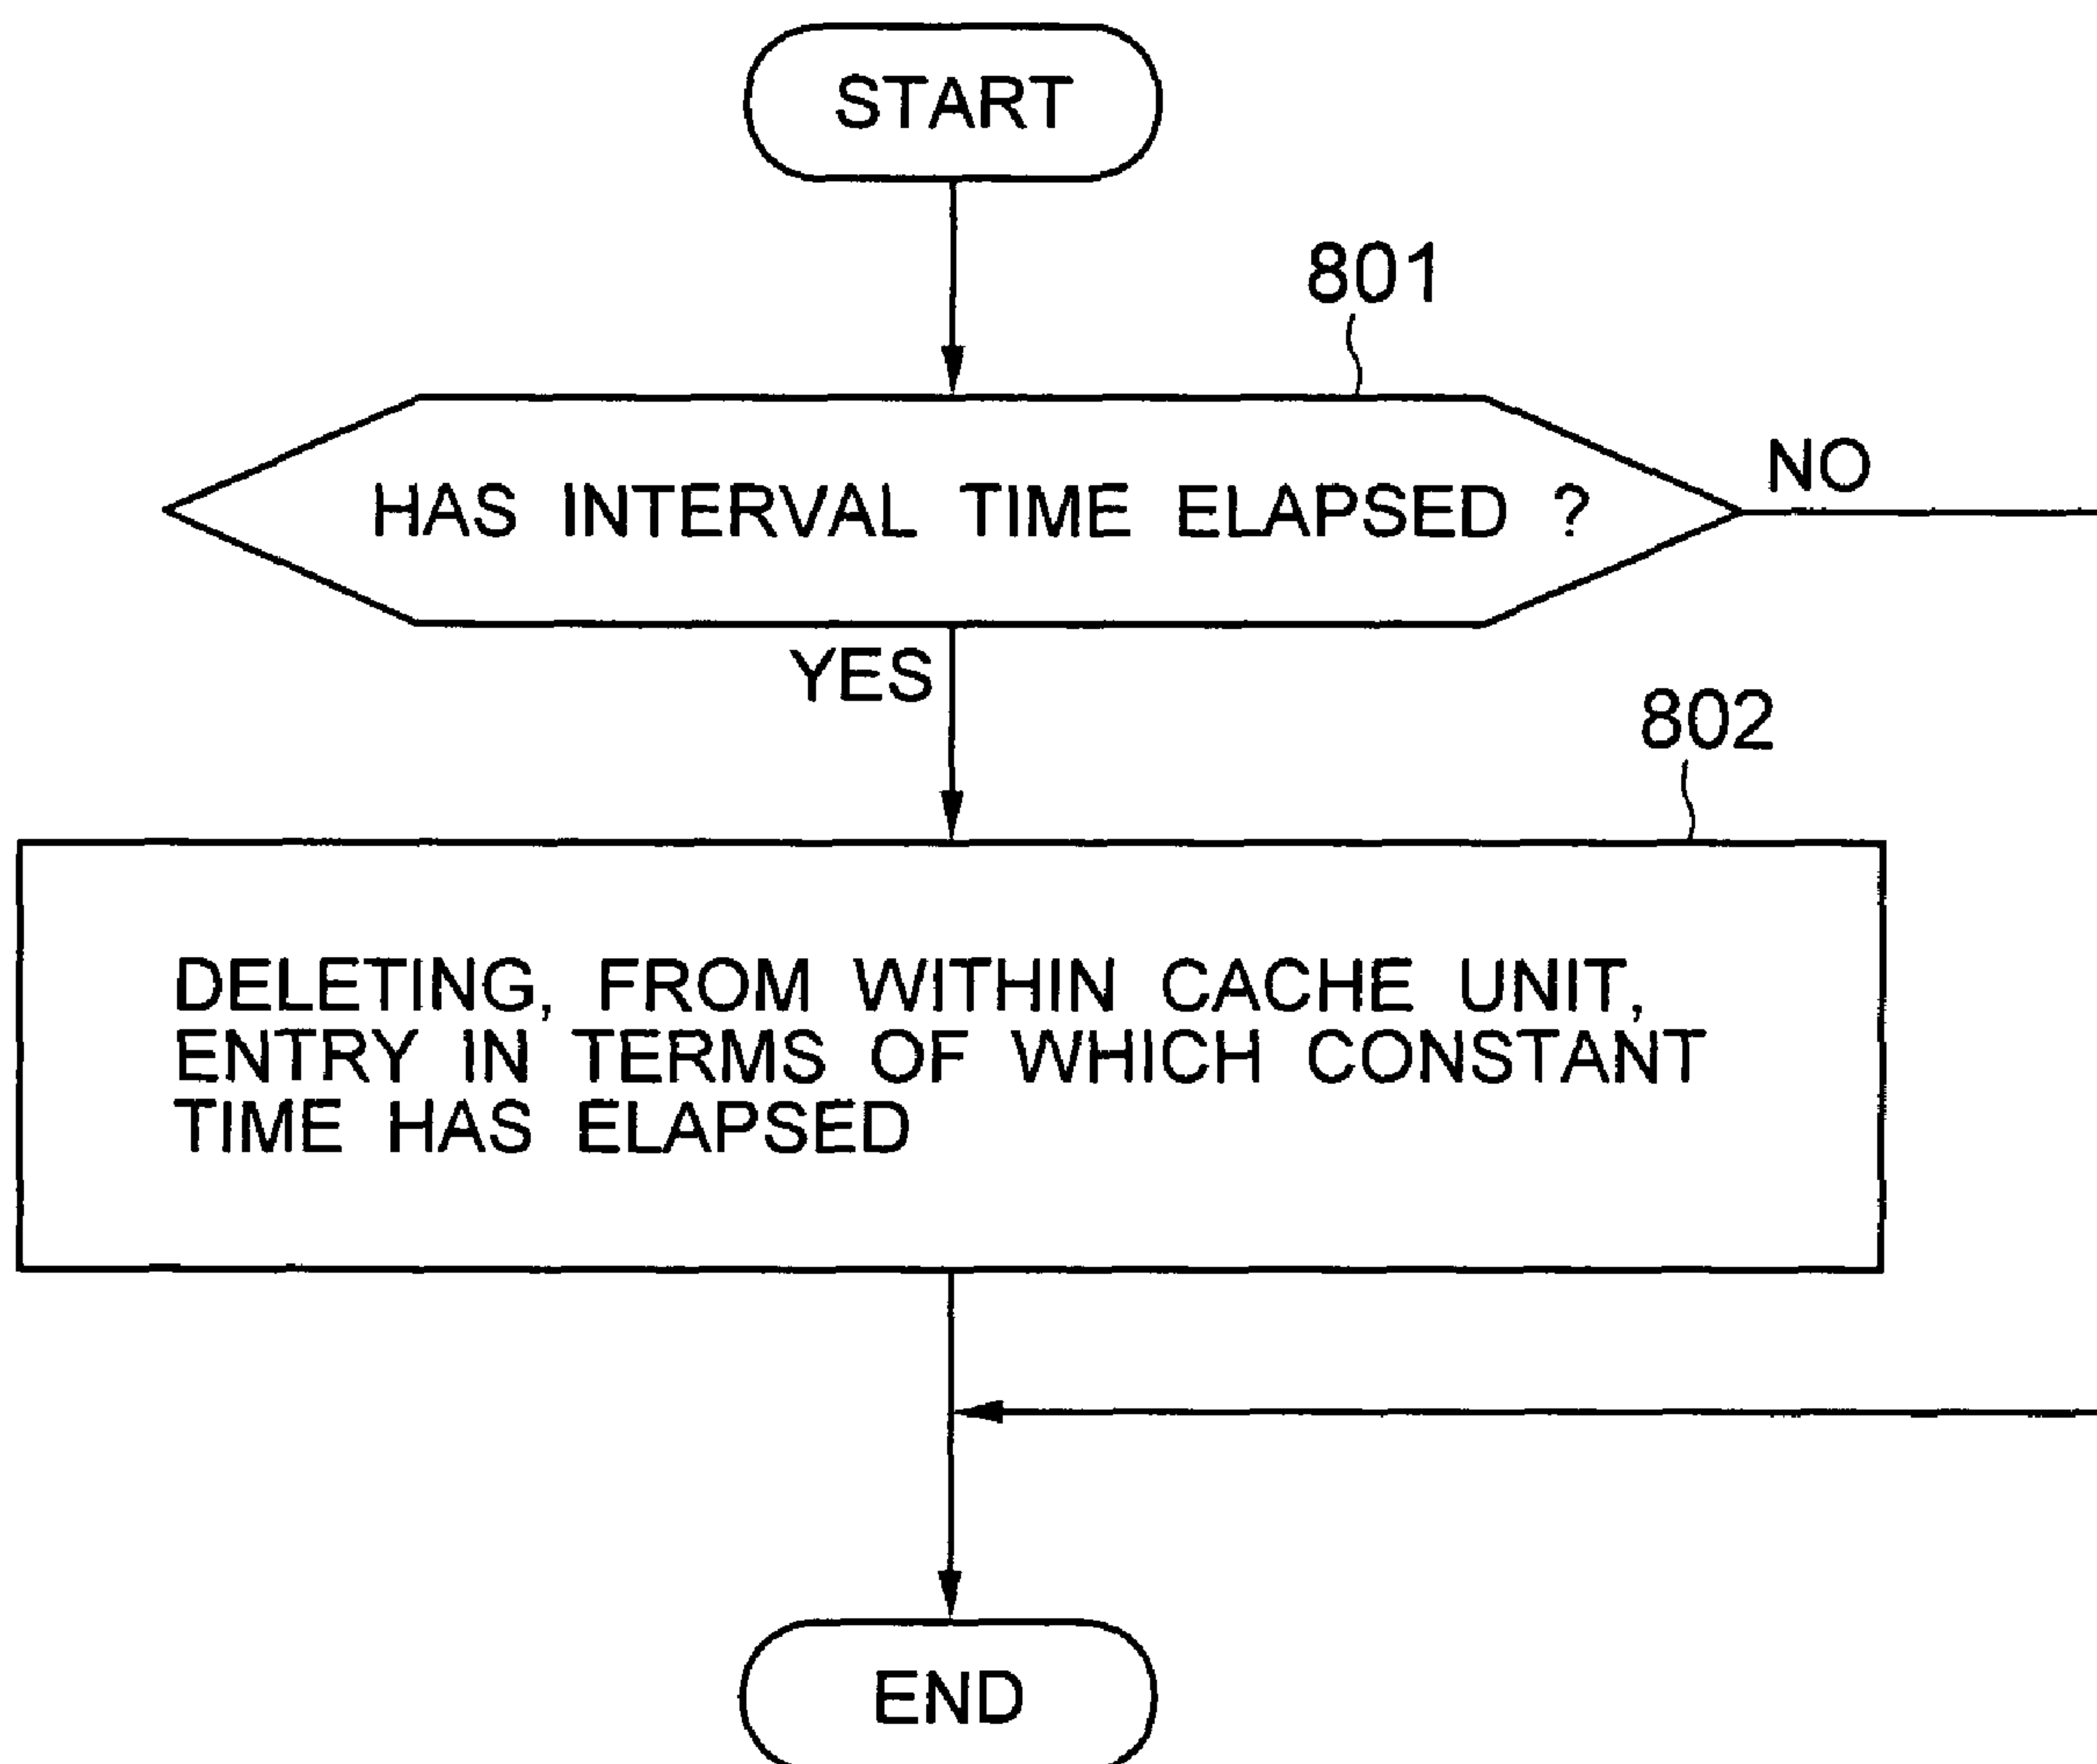 START
801
HAS INTERVAL TIME ELAPSED ?
NO
YES
802
DELETING, FROM WITHIN CACHE UNIT,
ENTRY IN TERMS OF WHICH CONSTANT
TIME HAS ELAPSED
END